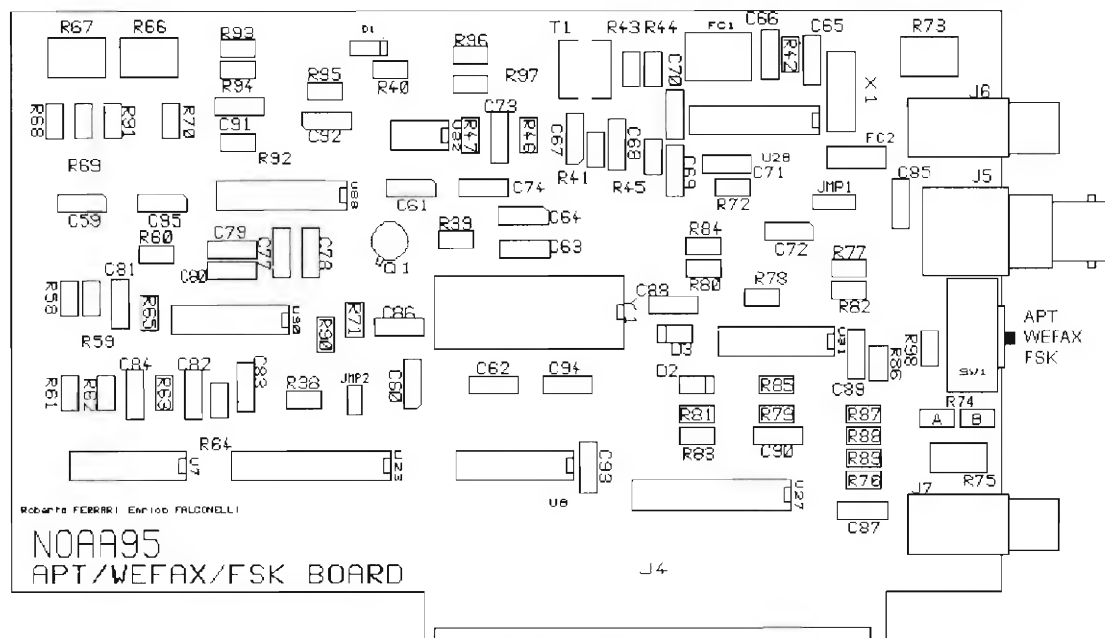 R67 R66 R93 D1 R96 T1 R43 R44 FC1 C66 C65 R73
R42
R95 R40 R97 C70 X1
R94 J6
R68 R91 R70 C91 C92 U32 R47 C73 R46 C67 C68
R69 R92 R41 R45 C69 U28 FC2
C71
C74 R72 JMP1 C85 J5
C59 C95 C61 C64
R60 C79 C77 C78 R39 C63 R84 C72 R77
C81 C80 Q1 R80 R82
R58 R65 R90 R71 C86 C88 R78
R59 U30 D3 U31 R98 APT
WEFAX
FSK
C84 C82 C83 JMP2 C60 C62 C94 D2 R85 C89 R86 SW1
R61 R62 R63 R38 R81 R79 R87 R74
A B
R64 R83 C90 R88
U7 U23 C93 R89 R75
U8 U27 R76 J7
C87
Roberto FERRARI Enrico FALCONELLI
NOAA95
APT/WEFAX/FSK BOARD
J4